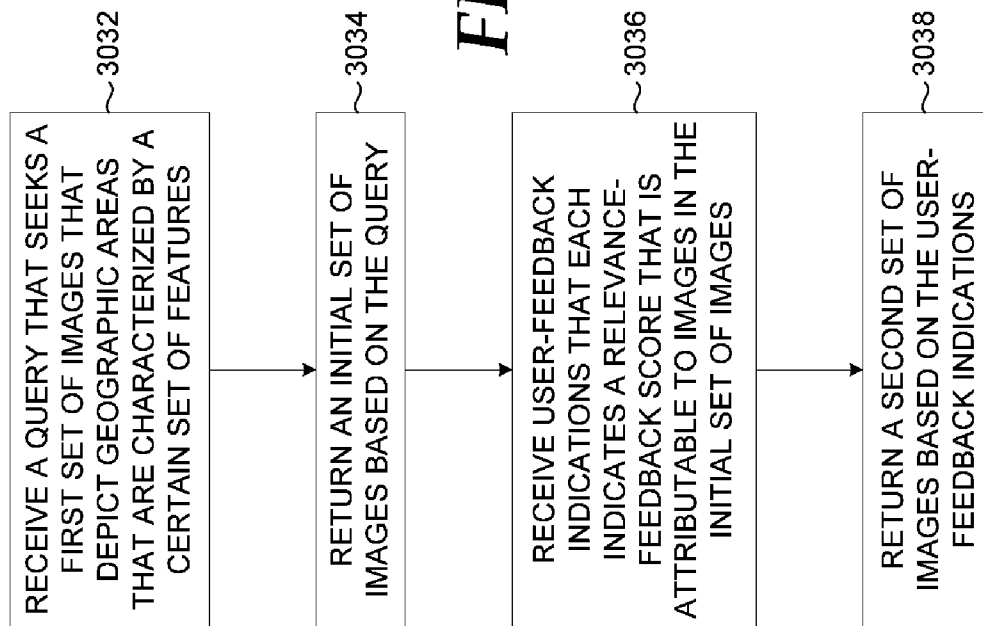 RECEIVE A QUERY THAT SEEKS A
FIRST SET OF IMAGES THAT
DEPICT GEOGRAPHIC AREAS
THAT ARE CHARACTERIZED BY A
CERTAIN SET OF FEATURES
3032
RETURN AN INITIAL SET OF
IMAGES BASED ON THE QUERY
3034
RECEIVE USER-FEEDBACK
INDICATIONS THAT EACH
INDICATES A RELEVANCE-
FEEDBACK SCORE THAT IS
ATTRIBUTABLE TO IMAGES IN THE
INITIAL SET OF IMAGES
3036
RETURN A SECOND SET OF
IMAGES BASED ON THE USER-
FEEDBACK INDICATIONS
3038